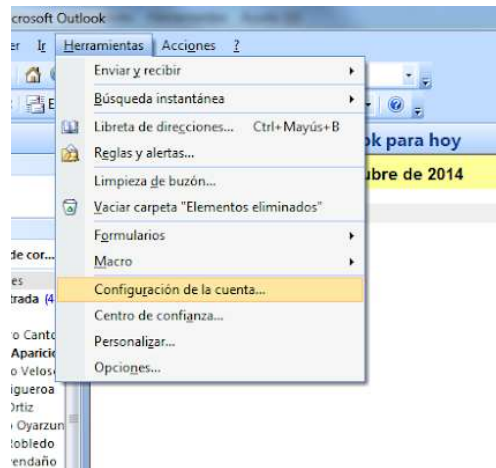 crosoft Outlook
er Ir Herramientas Acciones ?
Enviar y recibir
Búsqueda instantánea
Libreta de direcciones... Ctrl+Mayús+B
ok para hoy
Reglas y alertas...
ubre de 2014
Limpieza de buzón...
Vaciar carpeta "Elementos eliminados"
Formularios
de cor...
Macro
es
Configuración de la cuenta...
trada (4
Centro de confianza...
o Canto
Personalizar...
Aparicio
o Velos
Opciones...
igueroa
Ortiz
Oyarzun
Robledo
endaño